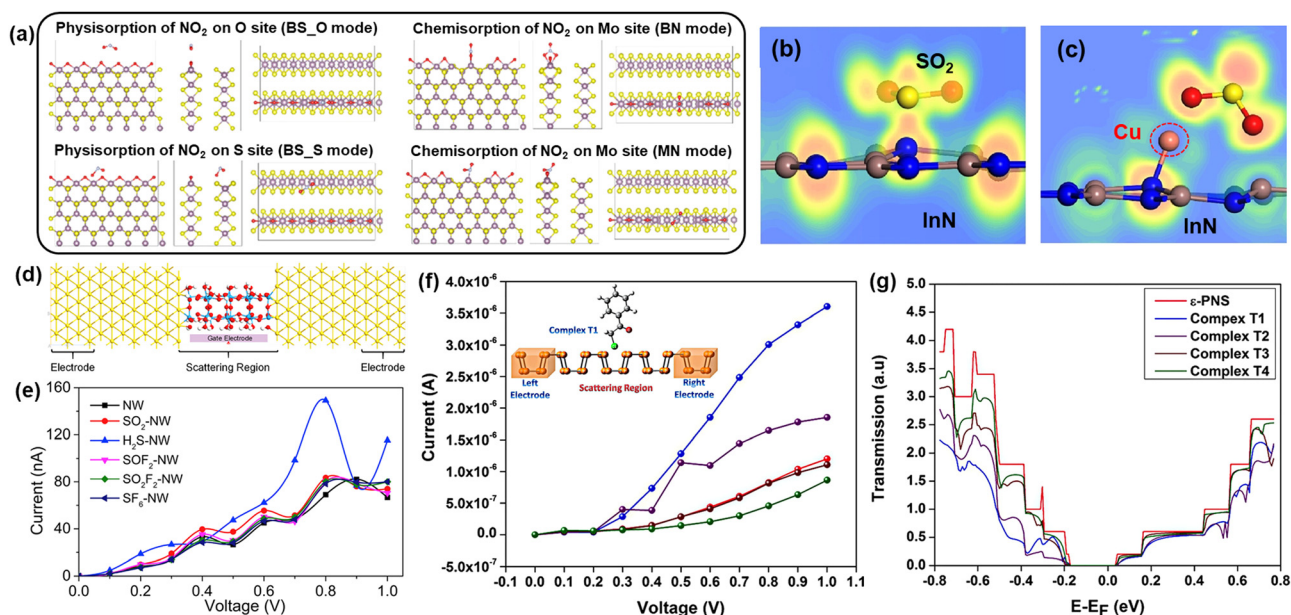 (a)
Physisorption of NO2 on O site (BS_O mode)
Chemisorption of NO2 on Mo site (BN mode)
Physisorption of NO2 on S site (BS_S mode)
Chemisorption of NO2 on Mo site (MN mode)
(b)
SO2
InN
(c)
Cu
InN
(d)
Gate Electrode
Electrode
Scattering Region
Electrode
(e)
160
120
80
40
0
Current (nA)
NW
SO2-NW
H2S-NW
SOF2-NW
SO2F2-NW
SF6-NW
0.0 0.2 0.4 0.6 0.8 1.0
Voltage (V)
(f)
4.0x10-6
3.5x10-6
3.0x10-6
2.5x10-6
2.0x10-6
1.5x10-6
1.0x10-6
5.0x10-7
0.0
-5.0x10-7
Current (A)
Complex T1
Left
Electrode
Scattering Region
Right
Electrode
0.0 0.1 0.2 0.3 0.4 0.5 0.6 0.7 0.8 0.9 1.0 1.1
Voltage (V)
(g)
5.0
4.5
4.0
3.5
3.0
2.5
2.0
1.5
1.0
0.5
0.0
Transmission (a.u)
ε-PNS
Compex T1
Complex T2
Complex T3
Complex T4
-0.8 -0.6 -0.4 -0.2 0.0 0.2 0.4 0.6 0.8
E-EF (eV)